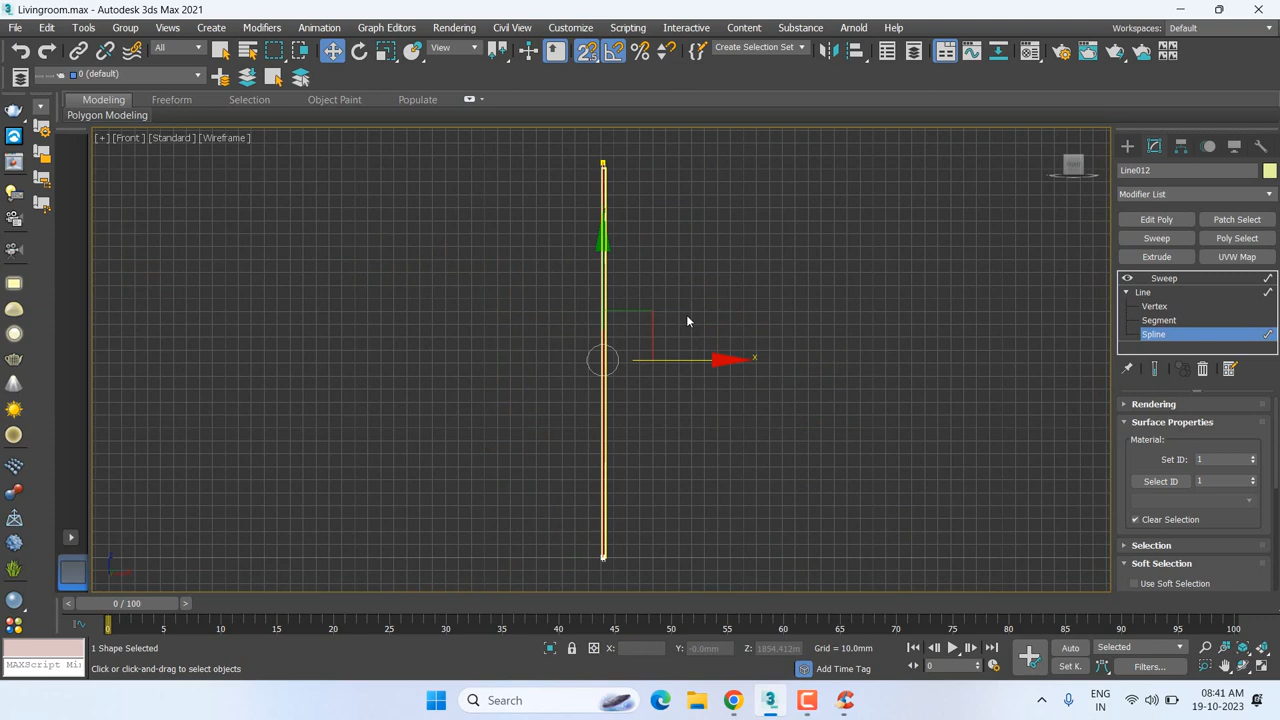 Livingroom.max - Autodesk 3ds Max 2021
File Edit Tools Group Views Create Modifiers Animation Graph Editors Rendering Civil View Customize Scripting Interactive Content Substance Arnold Help
Workspaces: Default
All
View
Create Selection Set
0 (default)
Modeling Freeform Selection Object Paint Populate
Polygon Modeling
[+] [Front ] [Standard ] [Wireframe ]
x
Line012
Modifier List
Edit Poly Patch Select
Sweep Poly Select
Extrude UVW Map
Sweep
Line
Vertex
Segment
Spline
Rendering
Surface Properties
Material:
Set ID: 1
Select ID 1
Clear Selection
Selection
Soft Selection
Use Soft Selection
< 0 / 100 >
0 5 10 15 20 25 30 35 40 45 50 55 60 65 70 75 80 85 90 95 100
1 Shape Selected
X: Y: -0.0mm Z: 1854.412m
Grid = 10.0mm
Auto Selected
MAXScript Mi
Click or click-and-drag to select objects
Add Time Tag
0
Set K. Filters...
Search
ENG
IN
08:41 AM
19-10-2023